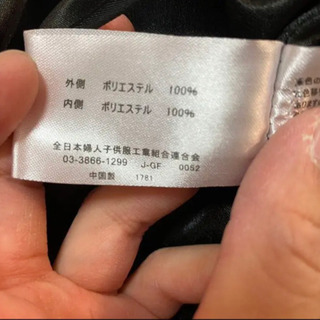 外側 ポリエステル 100%
内側 ポリエステル 100%
全日本婦人子供服工業組合連合会
03-3866-1299 J-GF 0052
中国製 1781